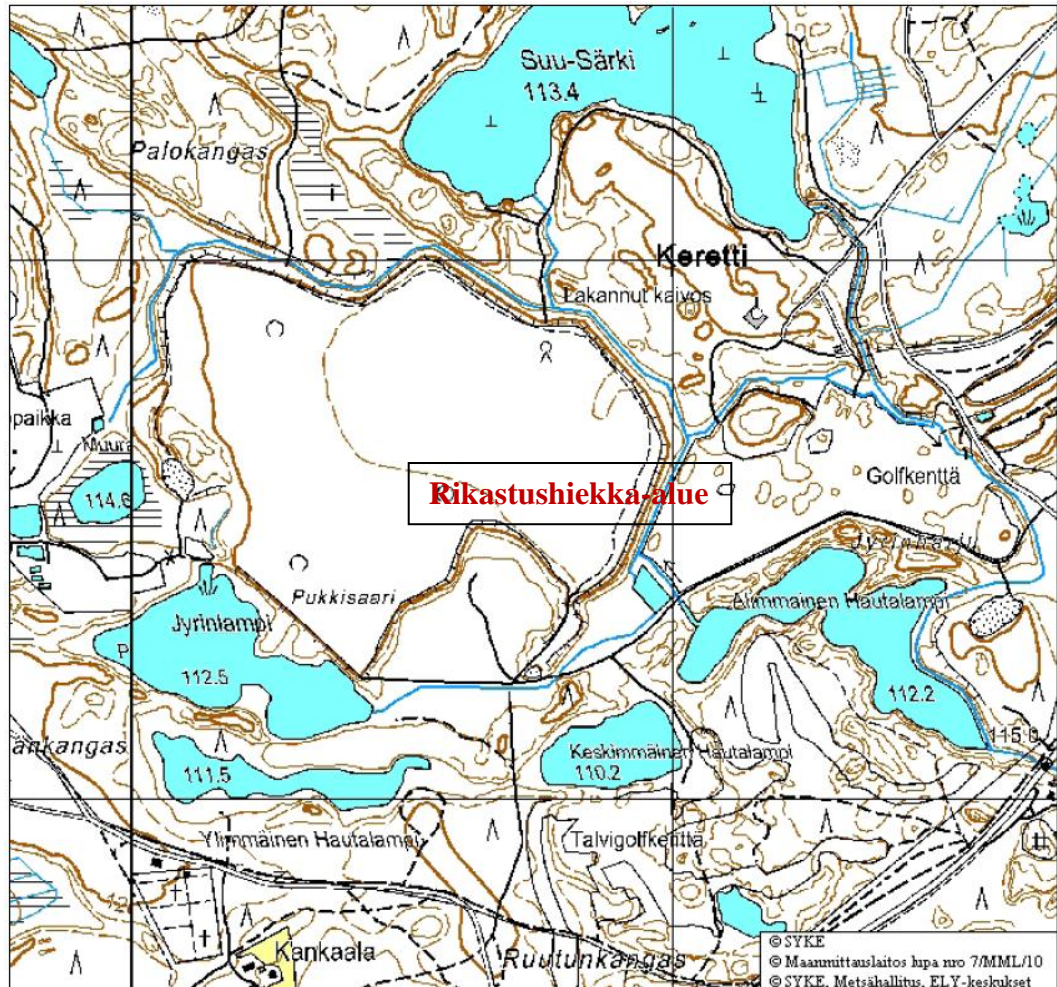 Suu-Särki
113.4
Palokangas
Keretti
Lakannut kaivos
opaikka
Muura
114.6
Golfkenttä
Rikastushiekka-alue
Pukkisaari
Jyrinlampi
P
112.5
Alimmainen Hautalampi
112.2
115.0
ankangas
111.5
Keskimmäinen Hautalampi
110.2
Ylimmäinen Hautalampi
Talvigolfkenttä
Kankaala
Ruutunkangas
© SYKE
© Maanmittauslaitos lupa nro 7/MML/10
© SYKE, Metsähallitus, ELY-keskukset